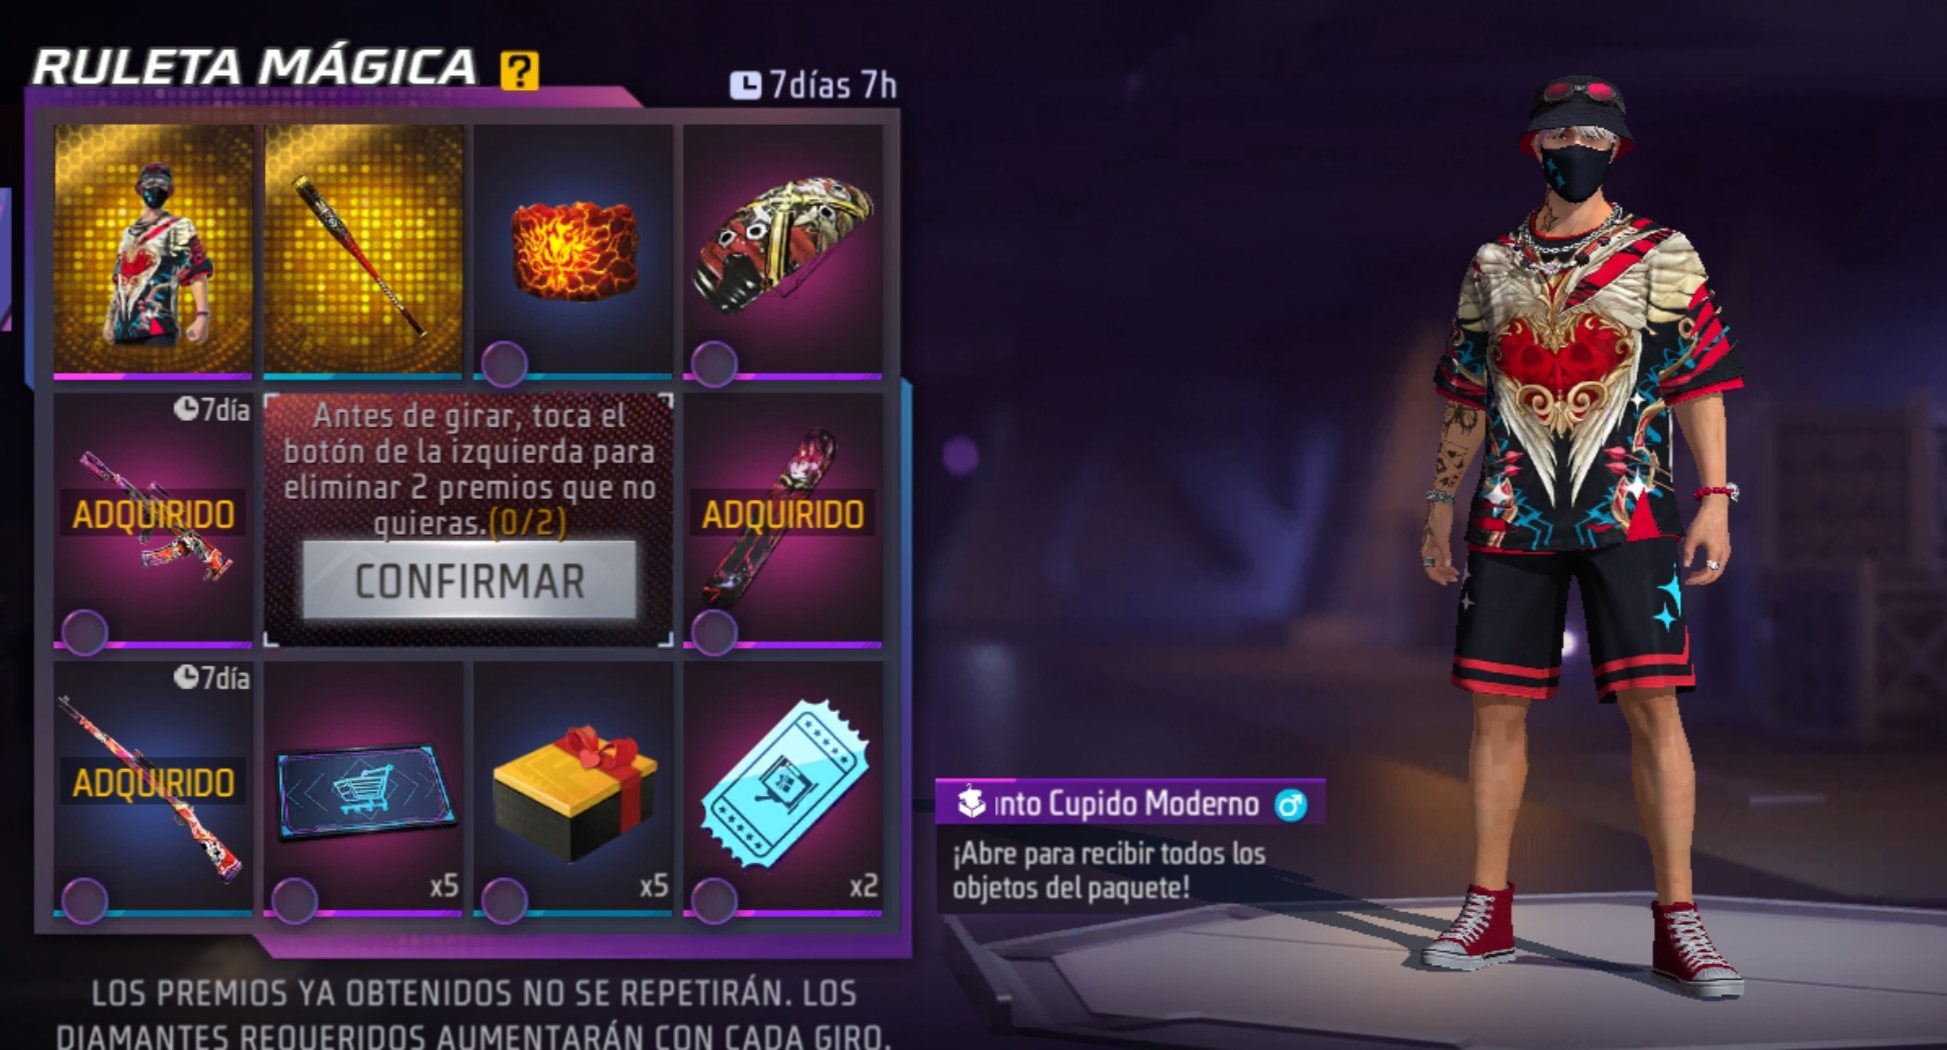 RULETA MÁGICA ?
7días 7h
7día
Antes de girar, toca el
botón de la izquierda para
eliminar 2 premios que no
quieras.(0/2)
CONFIRMAR
ADQUIRIDO
ADQUIRIDO
7día
ADQUIRIDO
x5
x5
x2
nto Cupido Moderno
¡Abre para recibir todos los
objetos del paquete!
LOS PREMIOS YA OBTENIDOS NO SE REPETIRÁN. LOS
DIAMANTES REQUERIDOS AUMENTARÁN CON CADA GIRO.